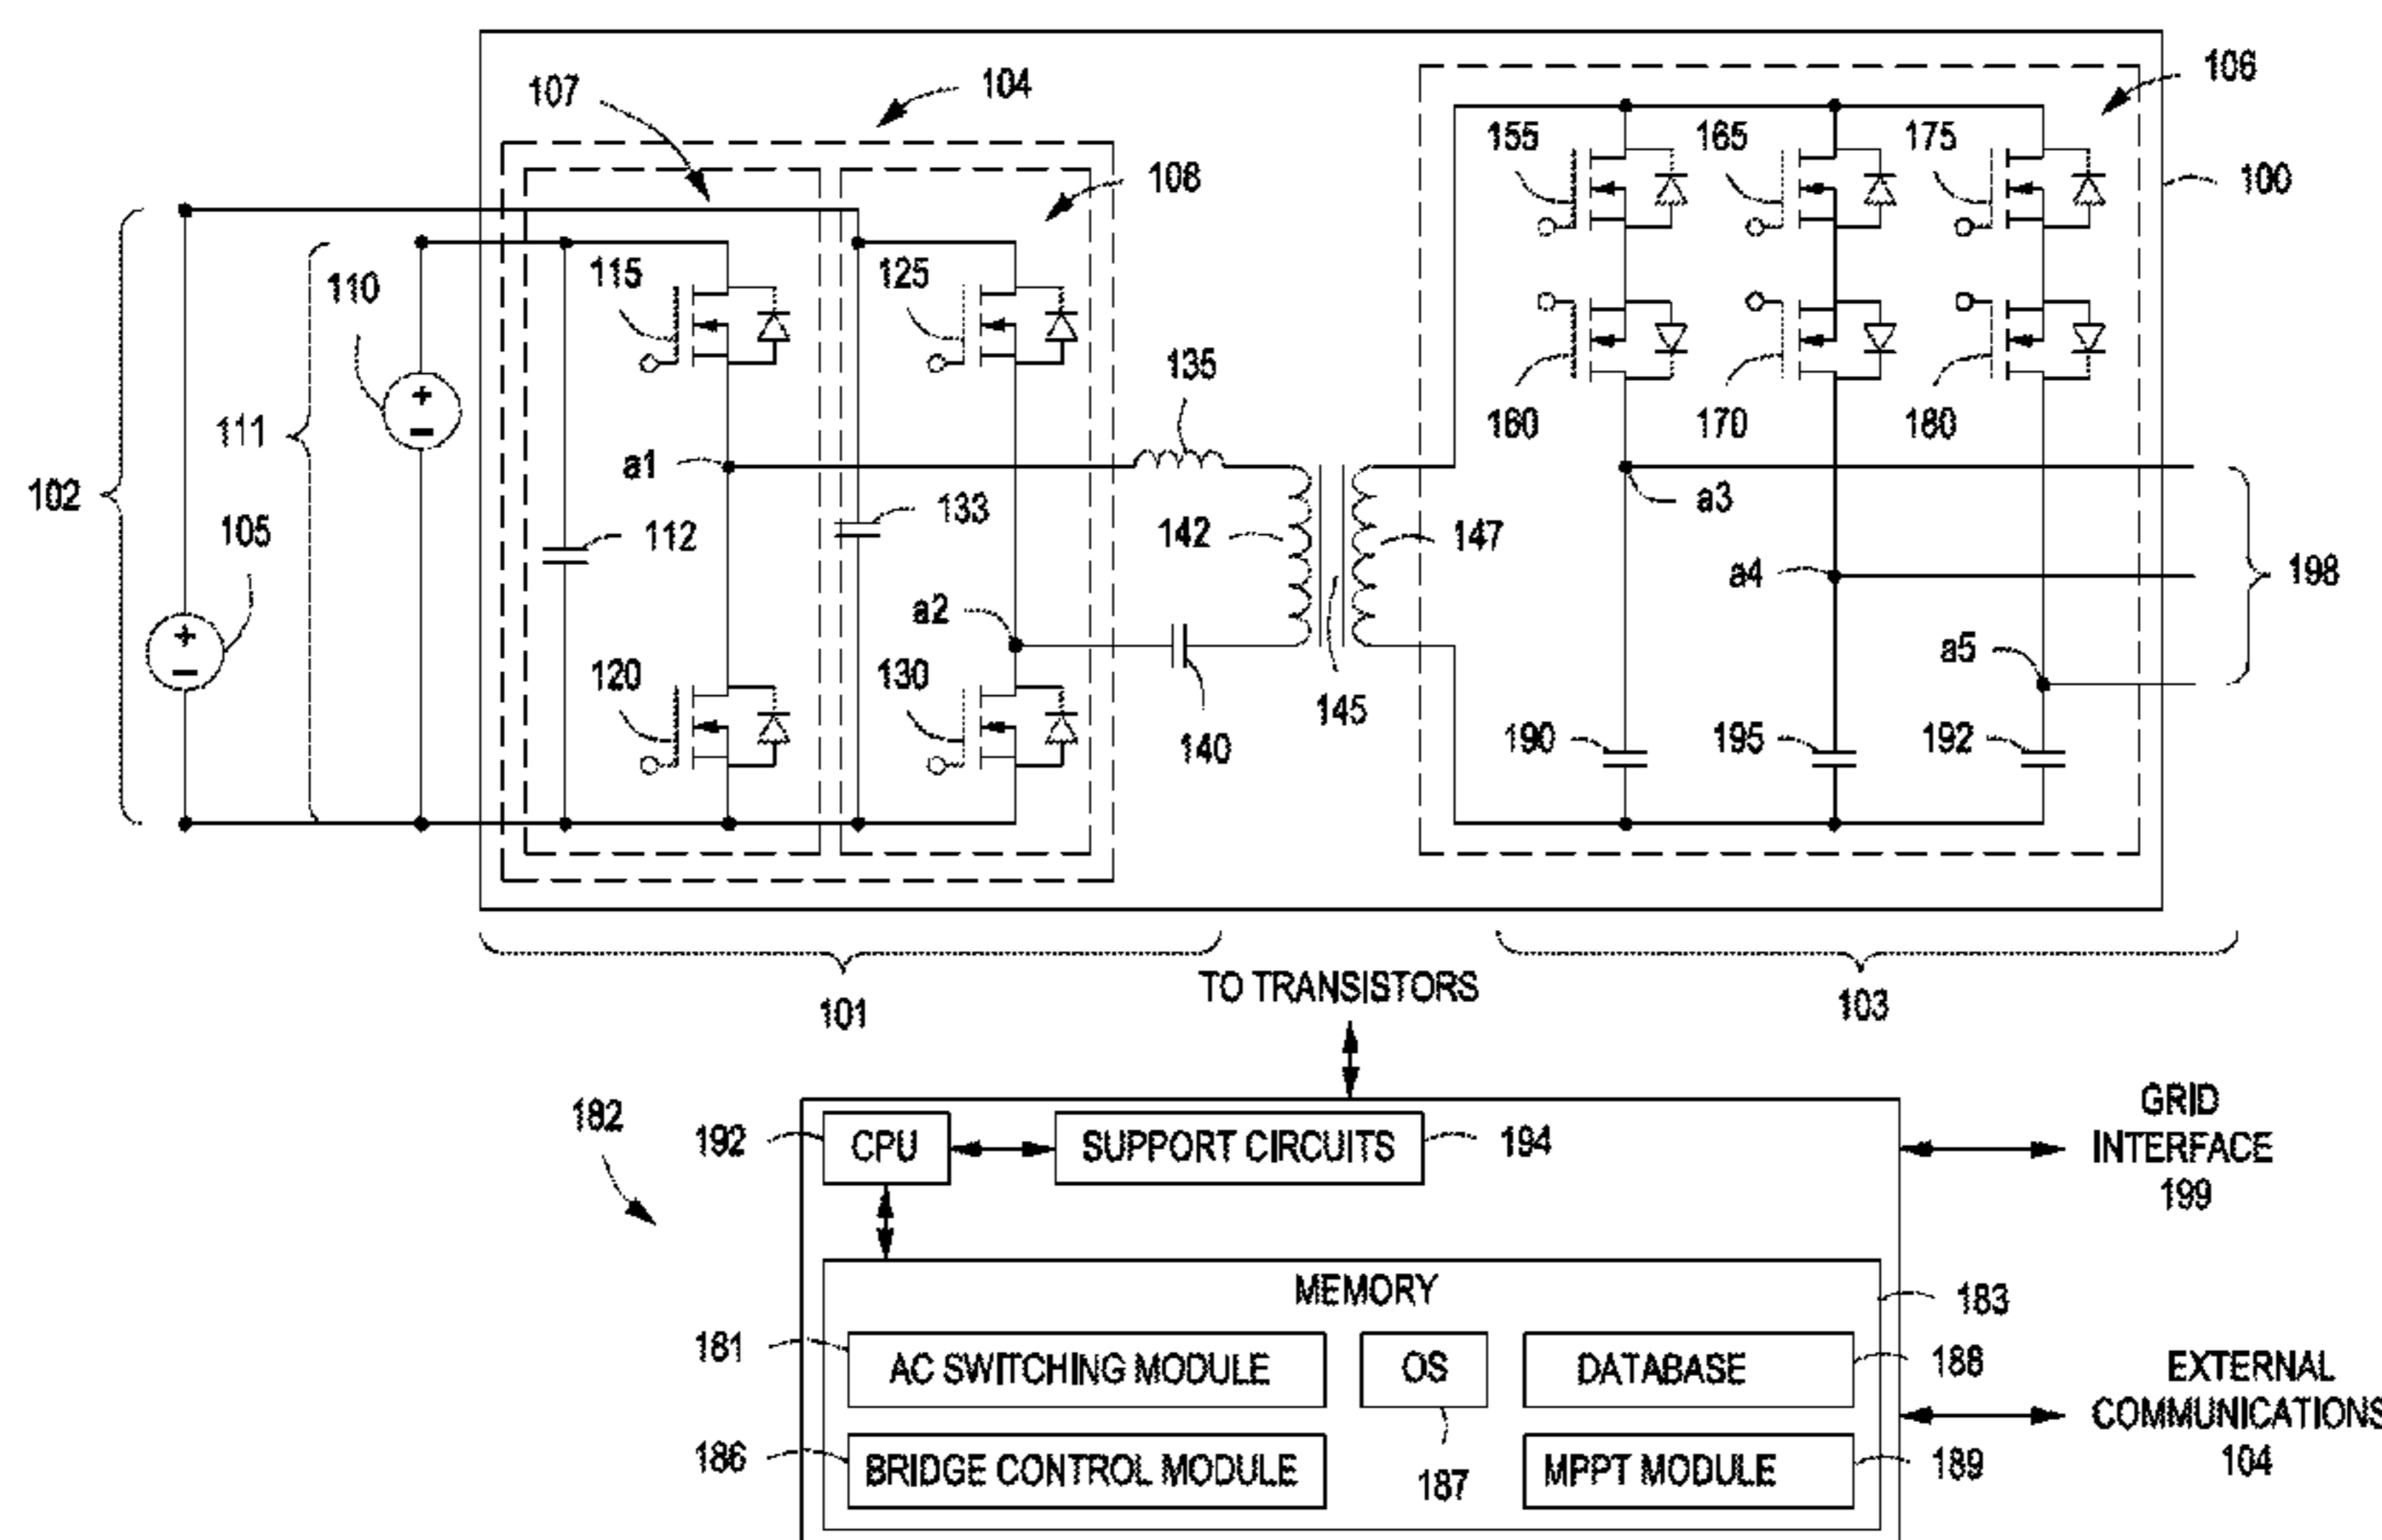 104
106
107
155
165
175
108
100
115
125
110
135
111
160
170
180
a1
a3
102
105
112
133
142
147
a4
198
a2
a5
120
130
145
140
190
195
192
+
−
+
−
101
TO TRANSISTORS
103
182
192
CPU
SUPPORT CIRCUITS
194
GRID
INTERFACE
199
MEMORY
183
181
AC SWITCHING MODULE
OS
DATABASE
188
EXTERNAL
COMMUNICATIONS
104
186
BRIDGE CONTROL MODULE
187
MPPT MODULE
189